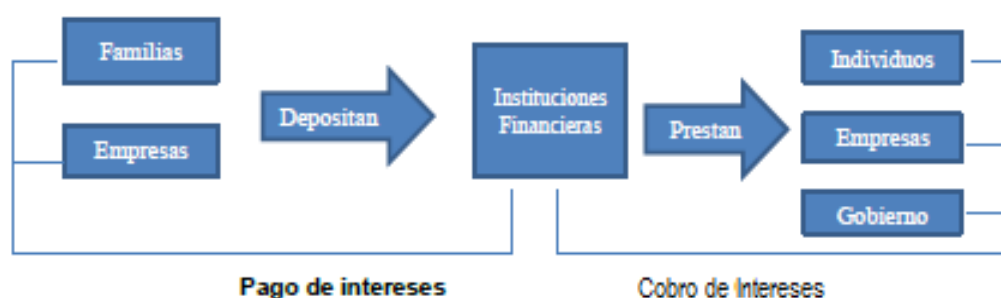 Familias
Empresas
Depositan
Instituciones
Financieras
Prestan
Individuos
Empresas
Gobierno
Pago de intereses
Cobro de Intereses